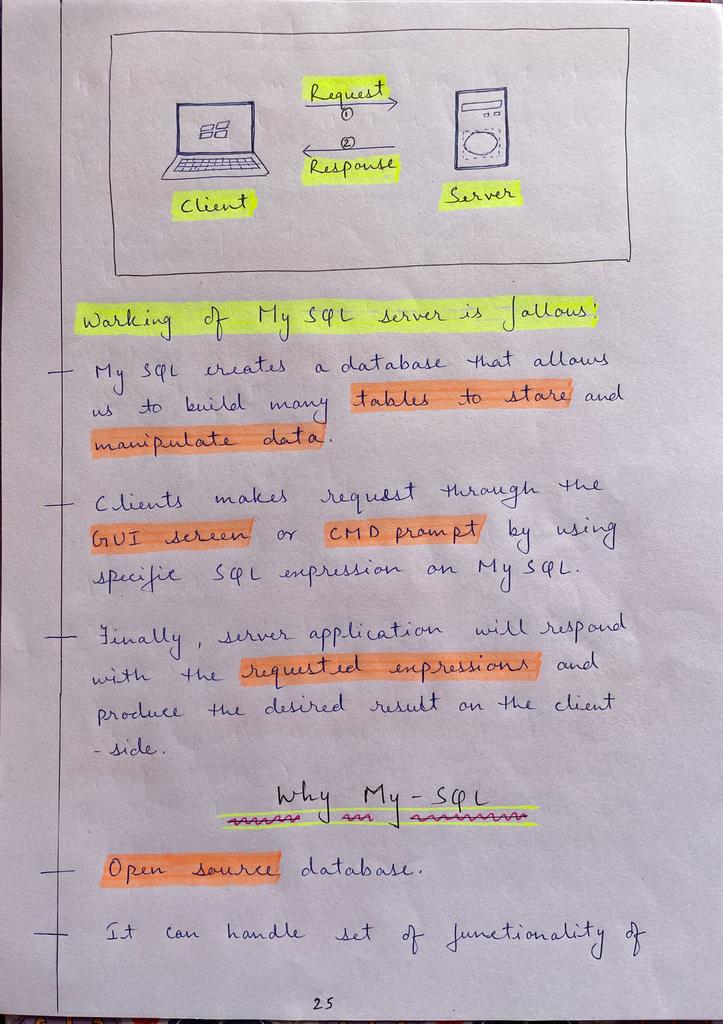 Request
①
②
Response
Client
Server
Working of My SQL server is follows:
My SQL creates a database that allows
us to build many tables to store and
manipulate data.
Clients makes request through the
GUI screen or CMD prompt by using
specific SQL expression on My SQL.
Finally, server application will respond
with the requested expressions and
produce the desired result on the client
- side.
Why My-SQL
Open source database.
It can handle set of functionality of
25